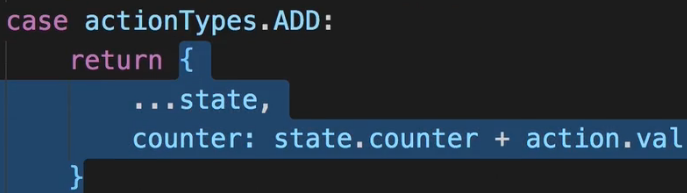 case actionTypes.ADD:
return {
...state,
counter: state.counter + action.val
}